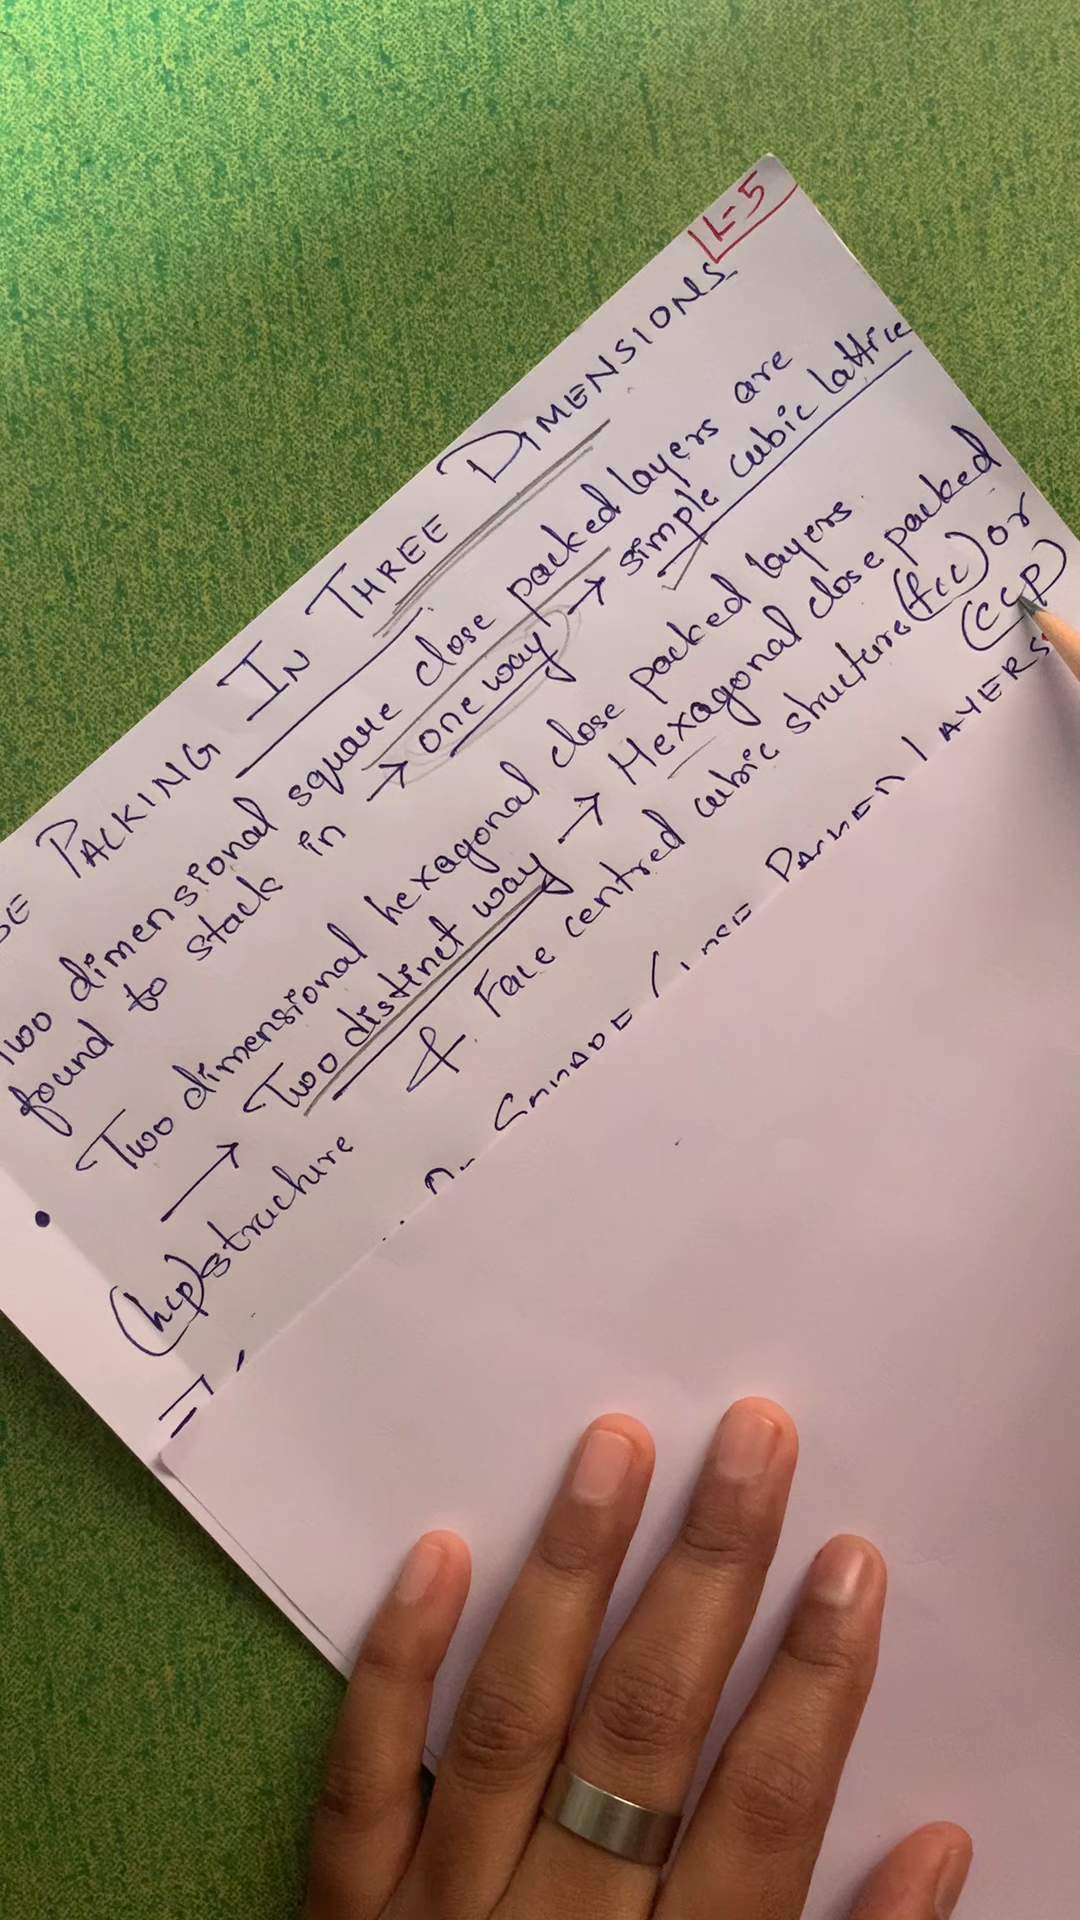 L-5
PACKING IN THREE DIMENSIONS
Two dimensional square close packed layers are
found to stack in → one way → simple cubic lattice
Two dimensional hexagonal close packed layers.
→ Two distinct way → Hexagonal close packed
(hcp) structure & Face centred cubic structure (fcc) or
(ccp)